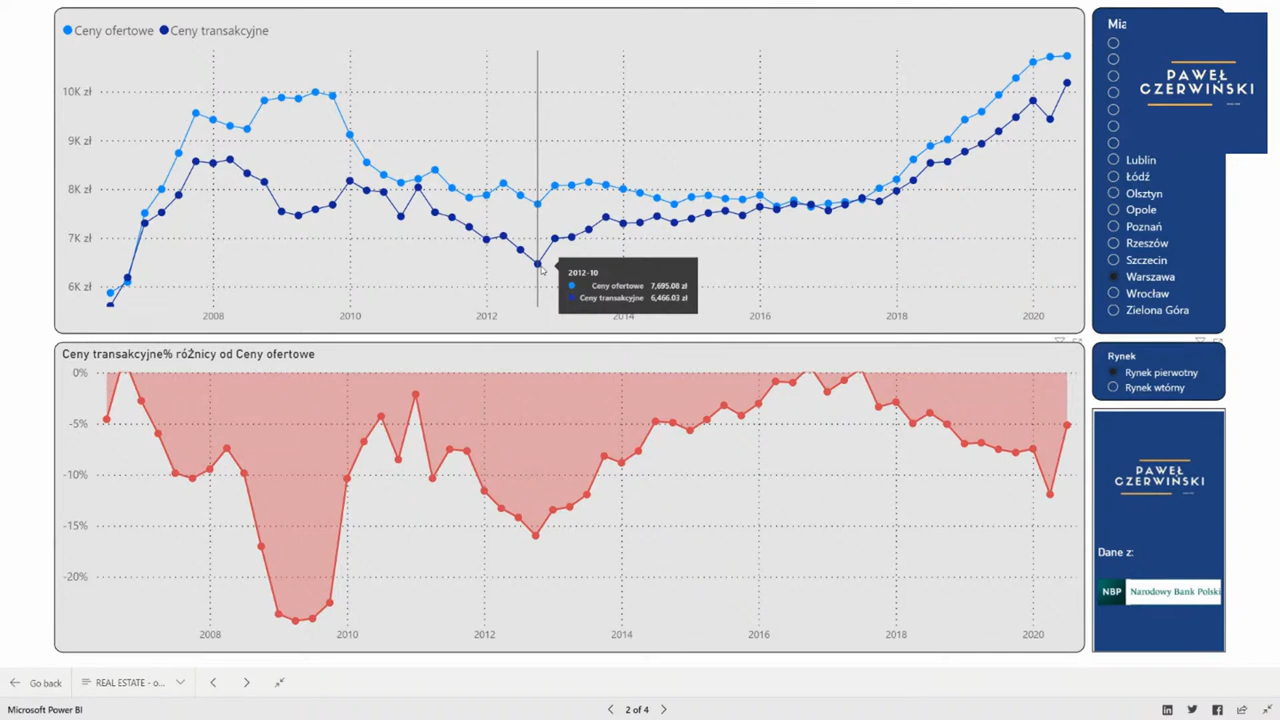 Ceny ofertowe Ceny transakcyjne
10K zł
9K zł
8K zł
7K zł
6K zł
2008 2010 2012 2014 2016 2018 2020
2012-10
Ceny ofertowe 7,695.08 zł
Ceny transakcyjne 6,466.03 zł
Mia
PAWEŁ
CZERWIŃSKI
Lublin
Łódź
Olsztyn
Opole
Poznań
Rzeszów
Szczecin
Warszawa
Wrocław
Zielona Góra
Ceny transakcyjne% różnicy od Ceny ofertowe
0%
-5%
-10%
-15%
-20%
2008 2010 2012 2014 2016 2018 2020
Rynek
Rynek pierwotny
Rynek wtórny
PAWEŁ
CZERWIŃSKI
Dane z:
NBP Narodowy Bank Polski
Go back REAL ESTATE - o...
Microsoft Power BI 2 of 4